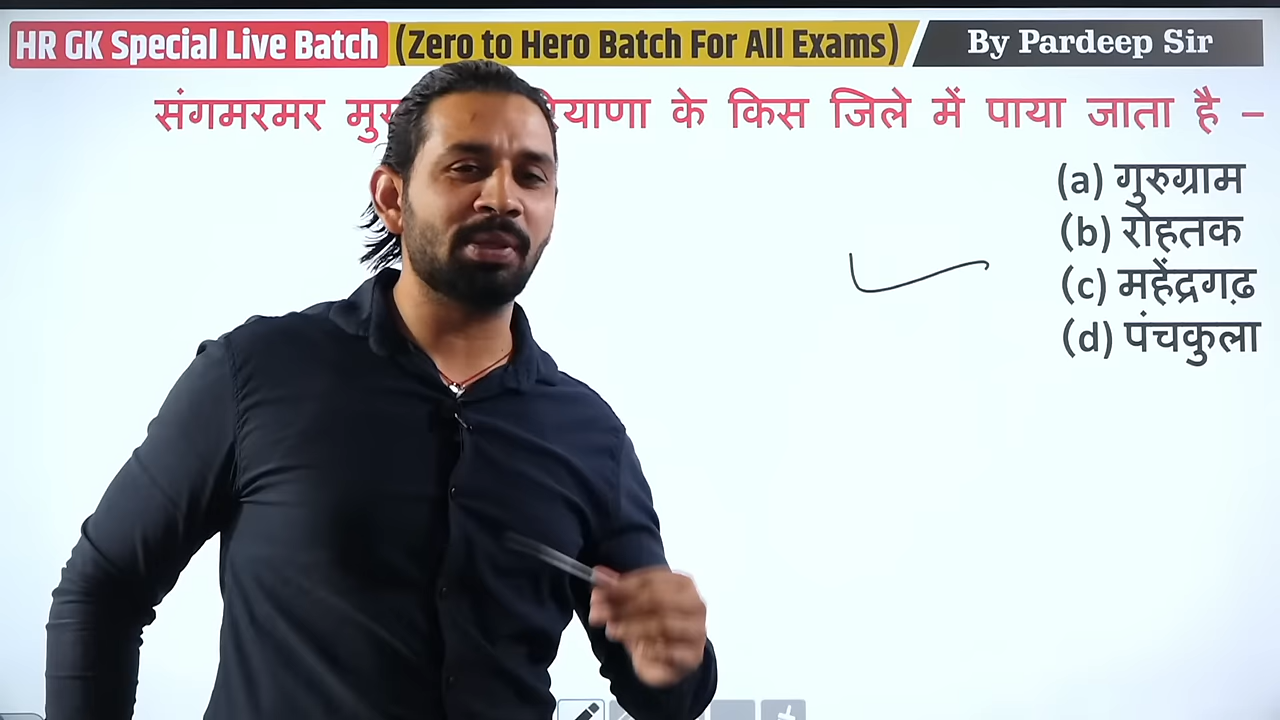 HR GK Special Live Batch (Zero to Hero Batch For All Exams) By Pardeep Sir
संगमरमर के किस जिले में पाया जाता है –
(a) गुरुग्राम
(b) रोहतक
(c) महेंद्रगढ़
(d) पंचकुला